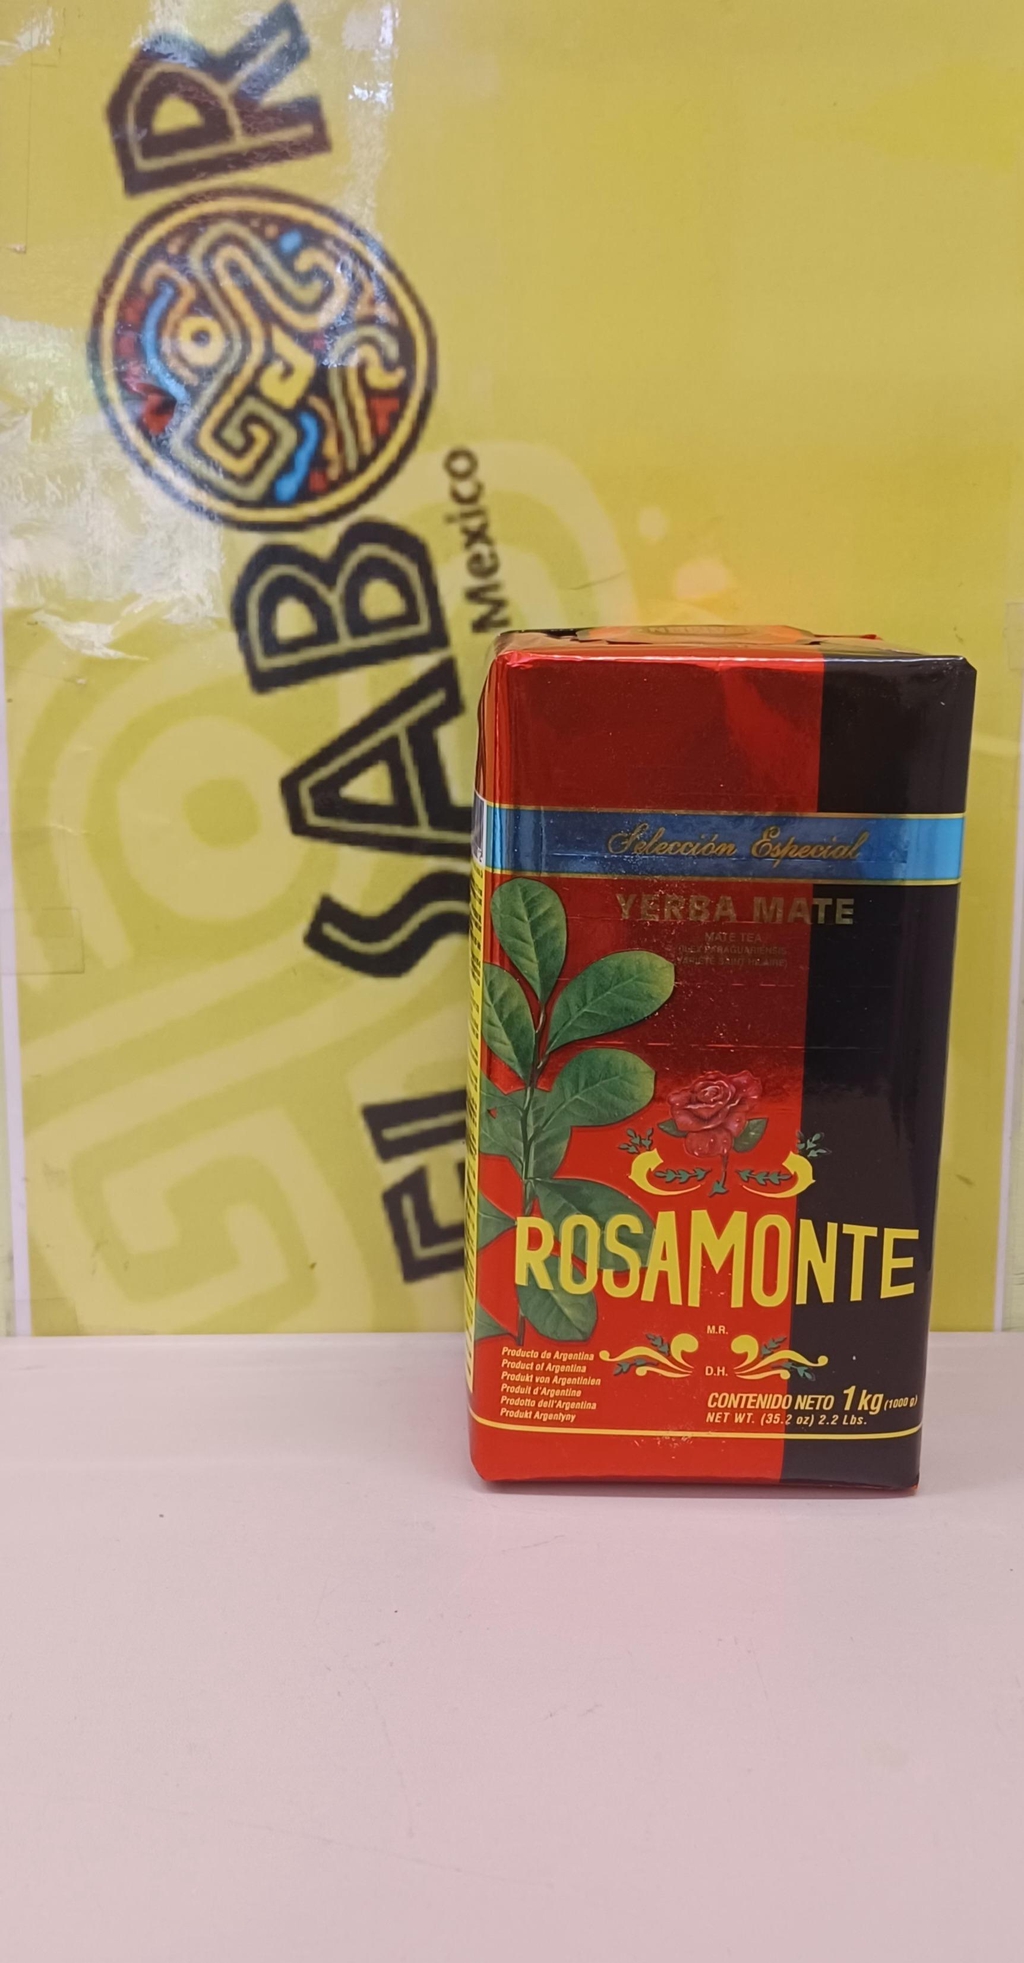 EL SABOR
Mexico
Selección Especial
YERBA MATE
MATE TEA
(ILEX PARAGUARIENSIS
ROSAMONTE
M.R.
D.H.
Producto de Argentina
Product of Argentina
Produkt von Argentinien
Produit d'Argentine
Prodotto dell'Argentina
Produkt Argentyny
CONTENIDO NETO 1 kg (1000 g)
NET WT. (35.2 oz) 2.2 Lbs.